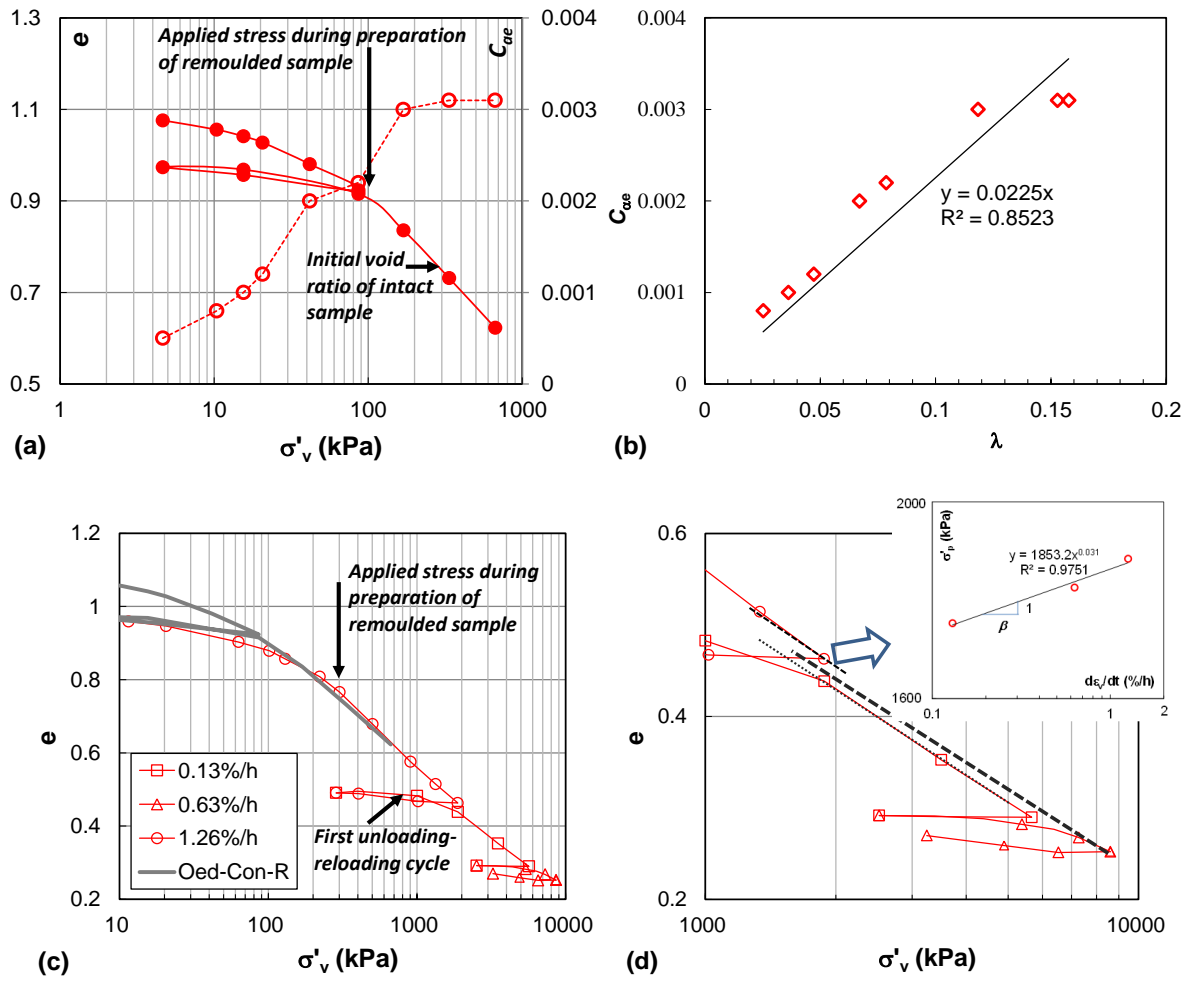 1.3
1.1
0.9
0.7
0.5
e
Applied stress during preparation
of remoulded sample
Initial void
ratio of intact
sample
C_αe
0.004
0.003
0.002
0.001
0
1
10
100
1000
σ'v (kPa)
(a)
0.004
0.003
0.002
0.001
0
C_αe
y = 0.0225x
R² = 0.8523
0
0.05
0.1
0.15
0.2
λ
(b)
1.2
1
0.8
0.6
0.4
0.2
e
Applied stress during
preparation of
remoulded sample
0.13%/h
0.63%/h
1.26%/h
Oed-Con-R
First unloading-
reloading cycle
10
100
1000
10000
σ'v (kPa)
(c)
0.6
0.4
0.2
e
2000
1600
σ'p (kPa)
y = 1853.2x^0.031
R² = 0.9751
1
β
dεv/dt (%/h)
0.1
1
2
1000
10000
σ'v (kPa)
(d)